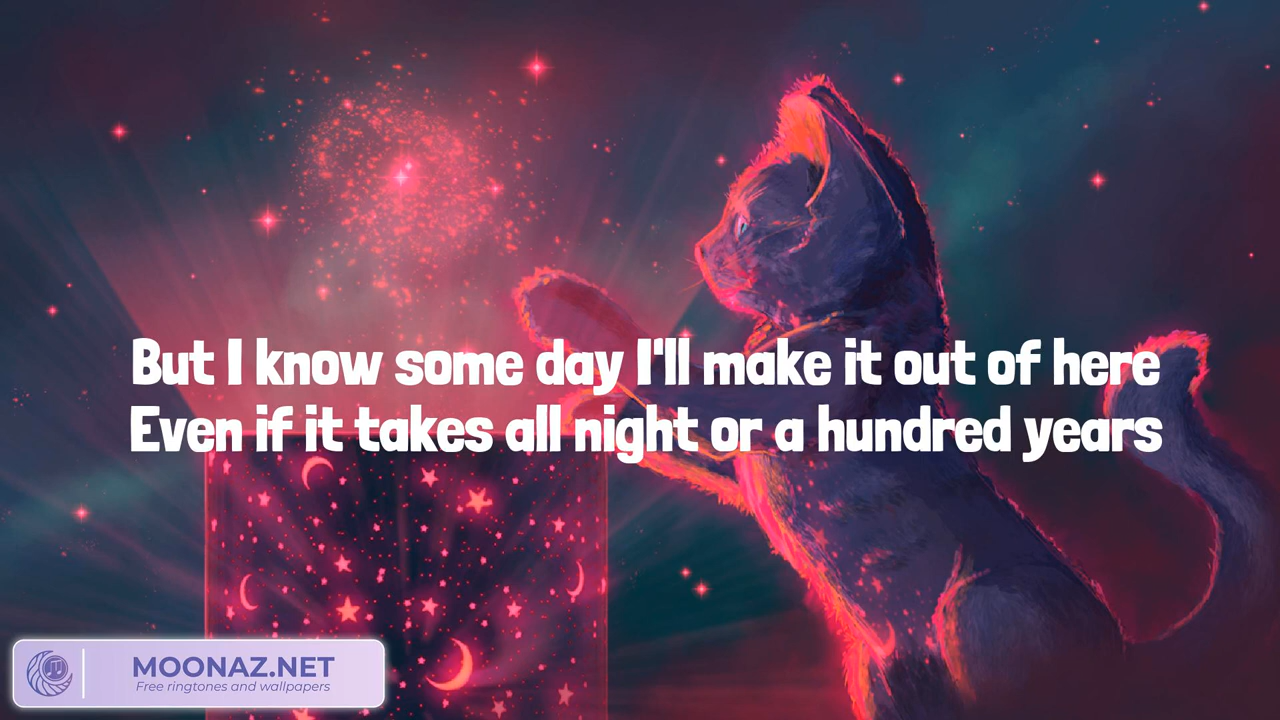 But I know some day I'll make it out of here
Even if it takes all night or a hundred years
MOONAZ.NET
Free ringtones and wallpapers